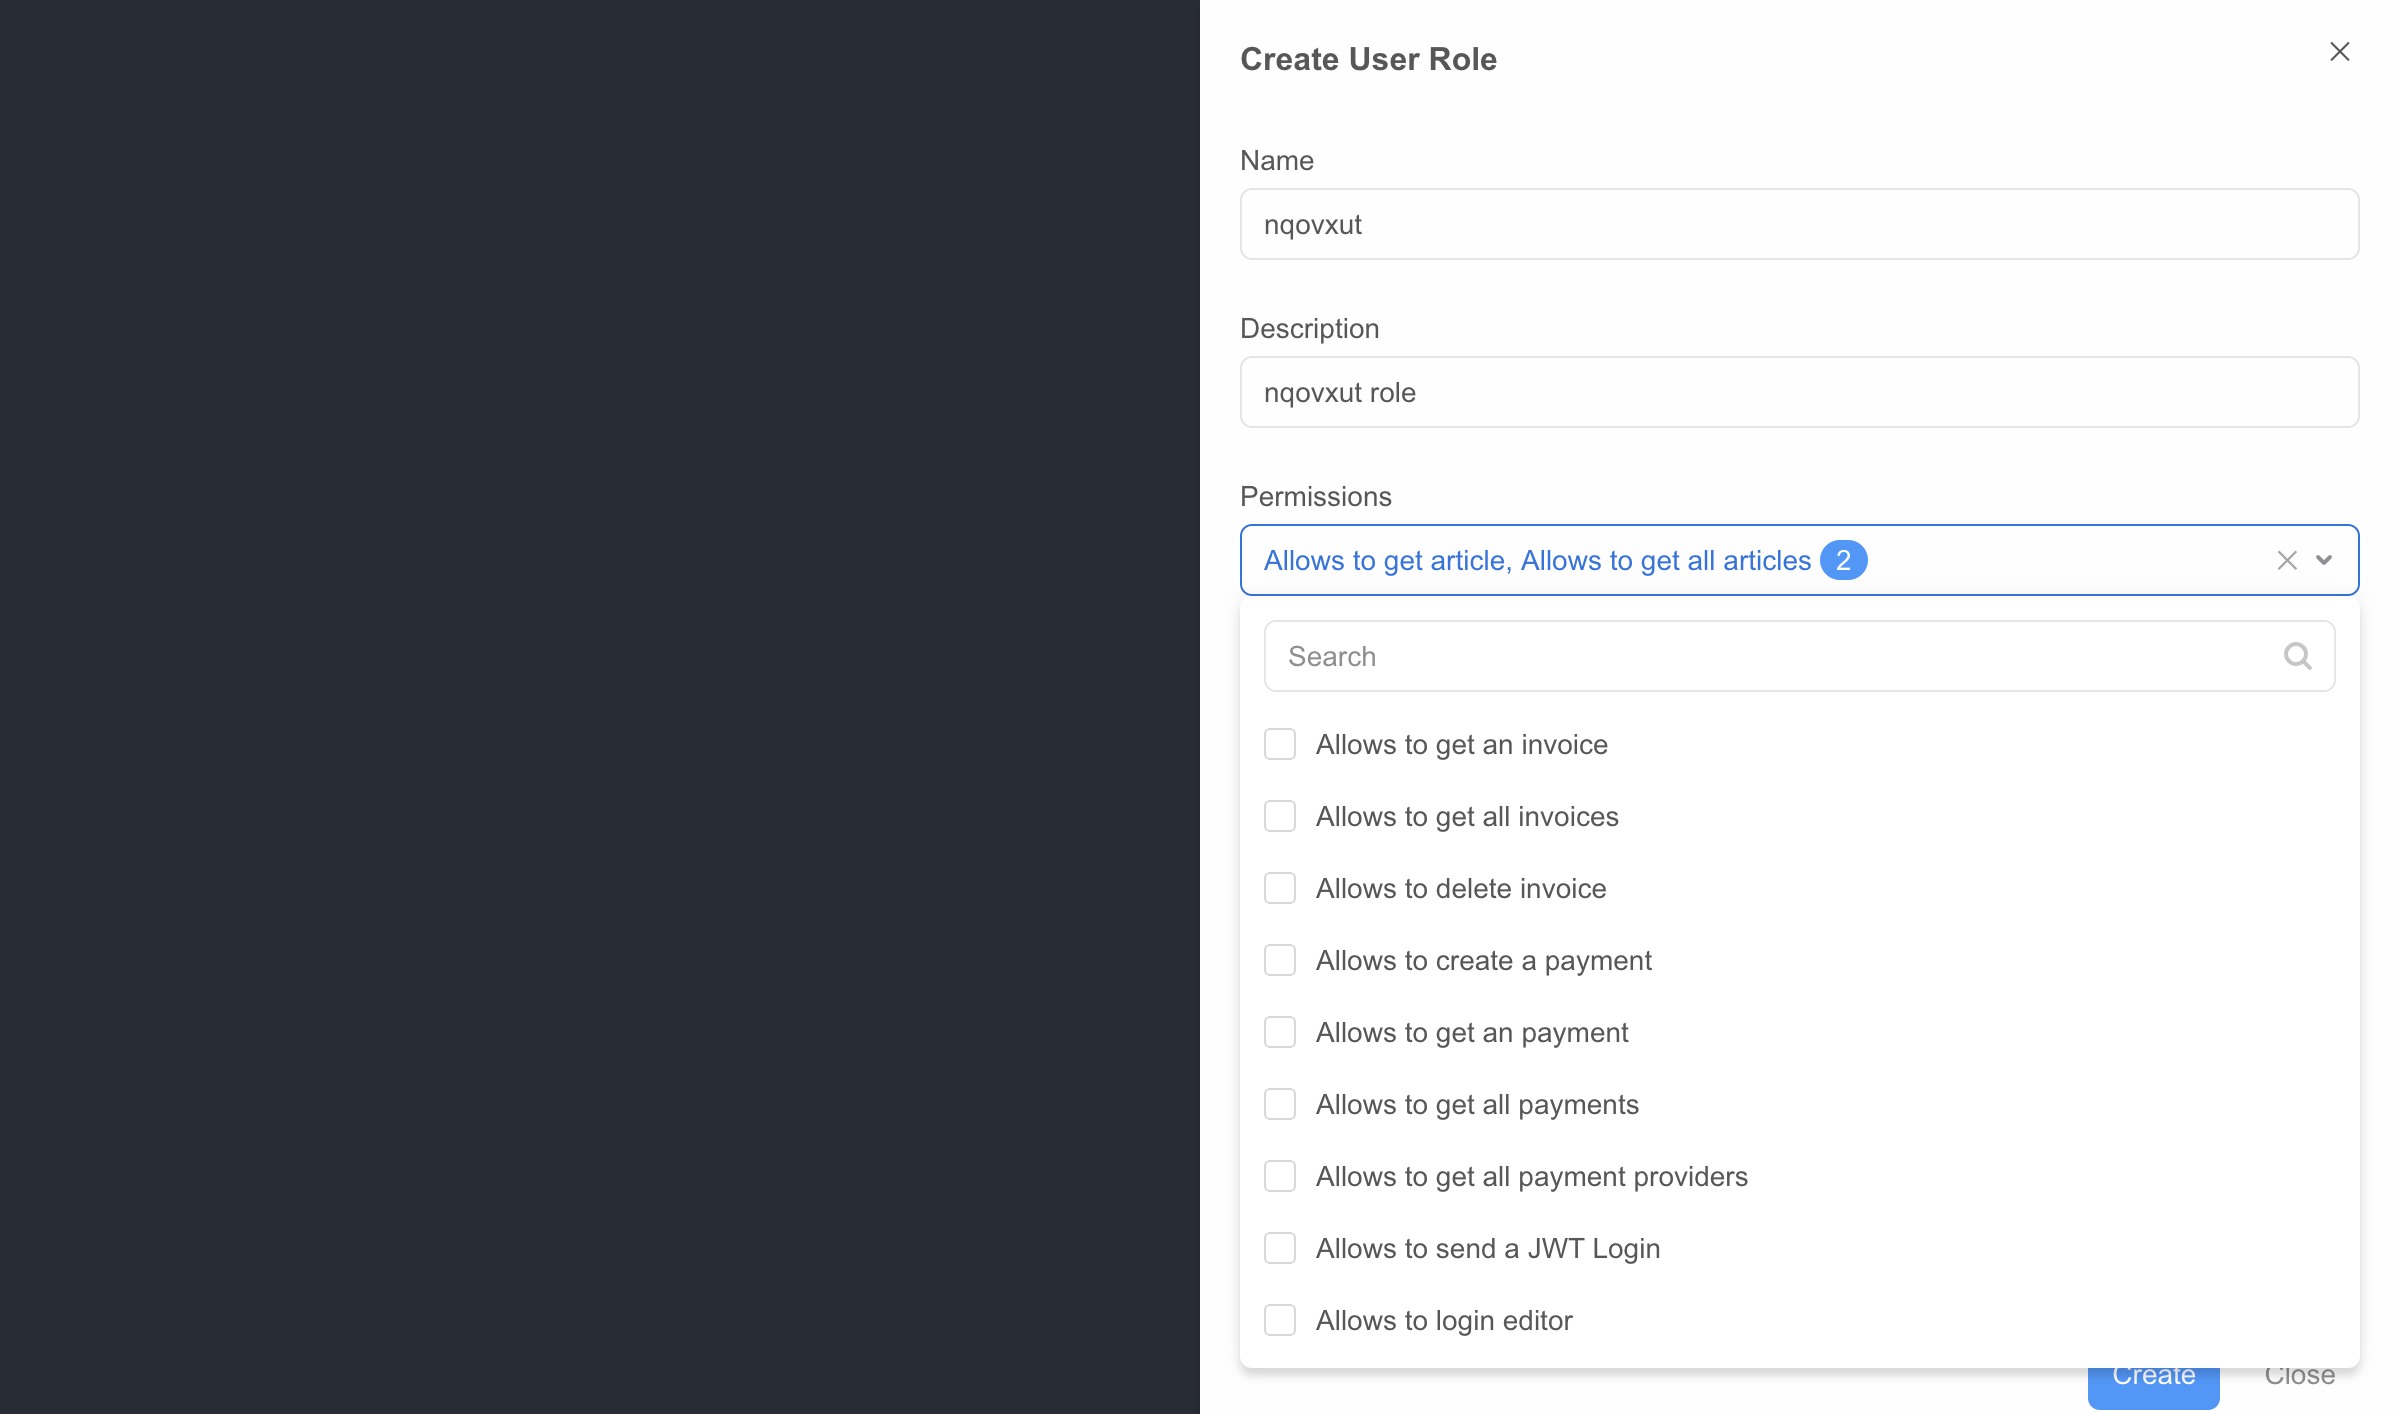 Create User Role
Name
nqovxut
Description
nqovxut role
Permissions
Allows to get article, Allows to get all articles 2
Search
Allows to get an invoice
Allows to get all invoices
Allows to delete invoice
Allows to create a payment
Allows to get an payment
Allows to get all payments
Allows to get all payment providers
Allows to send a JWT Login
Allows to login editor
Create Close